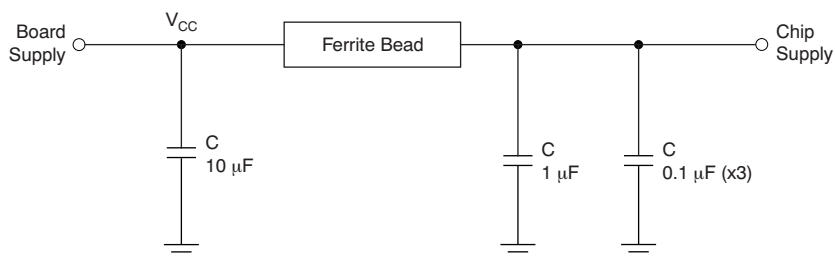 Board
Supply
V_CC
Ferrite Bead
Chip
Supply
C
10 μF
C
1 μF
C
0.1 μF (x3)